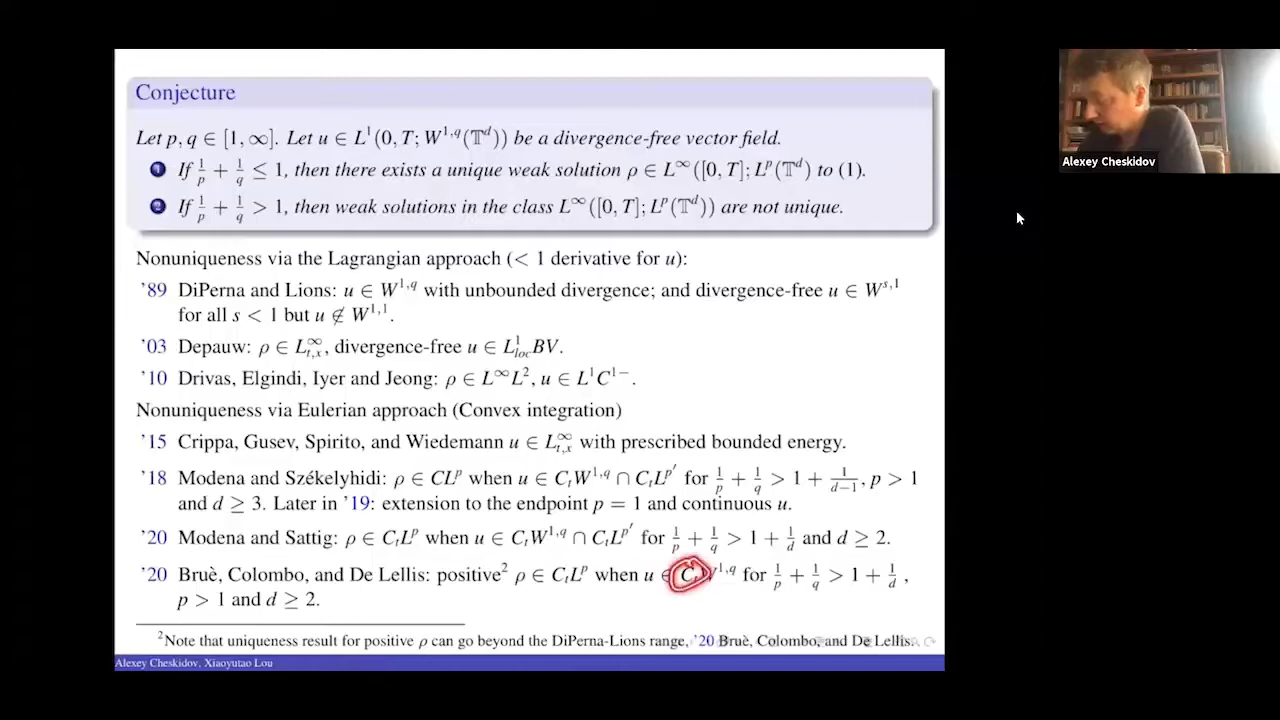 Conjecture
Let p, q ∈ [1, ∞]. Let u ∈ L¹(0, T; W^{1,q}(𝕋^d)) be a divergence-free vector field.
1 If 1/p + 1/q ≤ 1, then there exists a unique weak solution ρ ∈ L^∞([0, T]; L^p(𝕋^d) to (1).
2 If 1/p + 1/q > 1, then weak solutions in the class L^∞([0, T]; L^p(𝕋^d)) are not unique.
Nonuniqueness via the Lagrangian approach (< 1 derivative for u):
'89 DiPerna and Lions: u ∈ W^{1,q} with unbounded divergence; and divergence-free u ∈ W^{s,1}
for all s < 1 but u ∉ W^{1,1}.
'03 Depauw: ρ ∈ L^∞_{t,x}, divergence-free u ∈ L^1_{loc}BV.
'10 Drivas, Elgindi, Iyer and Jeong: ρ ∈ L^∞L², u ∈ L¹C^{1−}.
Nonuniqueness via Eulerian approach (Convex integration)
'15 Crippa, Gusev, Spirito, and Wiedemann u ∈ L^∞_{t,x} with prescribed bounded energy.
'18 Modena and Székelyhidi: ρ ∈ CL^p when u ∈ C_tW^{1,q} ∩ C_tL^{p′} for 1/p + 1/q > 1 + 1/(d−1), p > 1
and d ≥ 3. Later in '19: extension to the endpoint p = 1 and continuous u.
'20 Modena and Sattig: ρ ∈ C_tL^p when u ∈ C_tW^{1,q} ∩ C_tL^{p′} for 1/p + 1/q > 1 + 1/d and d ≥ 2.
'20 Bruè, Colombo, and De Lellis: positive² ρ ∈ C_tL^p when u ∈ C_tW^{1,q} for 1/p + 1/q > 1 + 1/d ,
p > 1 and d ≥ 2.
²Note that uniqueness result for positive ρ can go beyond the DiPerna-Lions range, '20 Bruè, Colombo, and De Lellis.
Alexey Cheskidov, Xiaoyutao Lou
Alexey Cheskidov